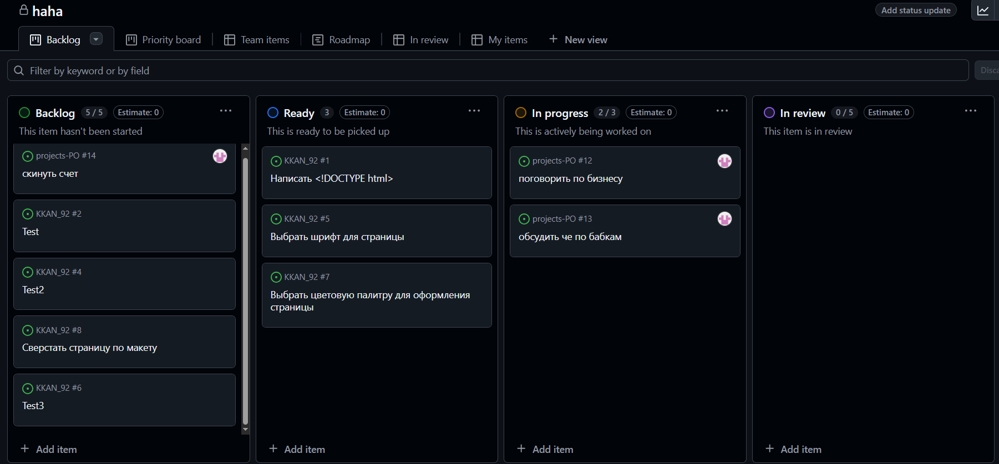 haha
Add status update
Backlog
Priority board
Team items
Roadmap
In review
My items
New view
Filter by keyword or by field
Backlog 5 / 5 Estimate: 0
This item hasn't been started
projects-PO #14
скинуть счет
KKAN_92 #2
Test
KKAN_92 #4
Test2
KKAN_92 #8
Сверстать страницу по макету
KKAN_92 #6
Test3
Add item
Ready 3 Estimate: 0
This is ready to be picked up
KKAN_92 #1
Написать <!DOCTYPE html>
KKAN_92 #5
Выбрать шрифт для страницы
KKAN_92 #7
Выбрать цветовую палитру для оформления
страницы
Add item
In progress 2 / 3 Estimate: 0
This is actively being worked on
projects-PO #12
поговорить по бизнесу
projects-PO #13
обсудить че по бабкам
Add item
In review 0 / 5 Estimate: 0
This item is in review
Add item